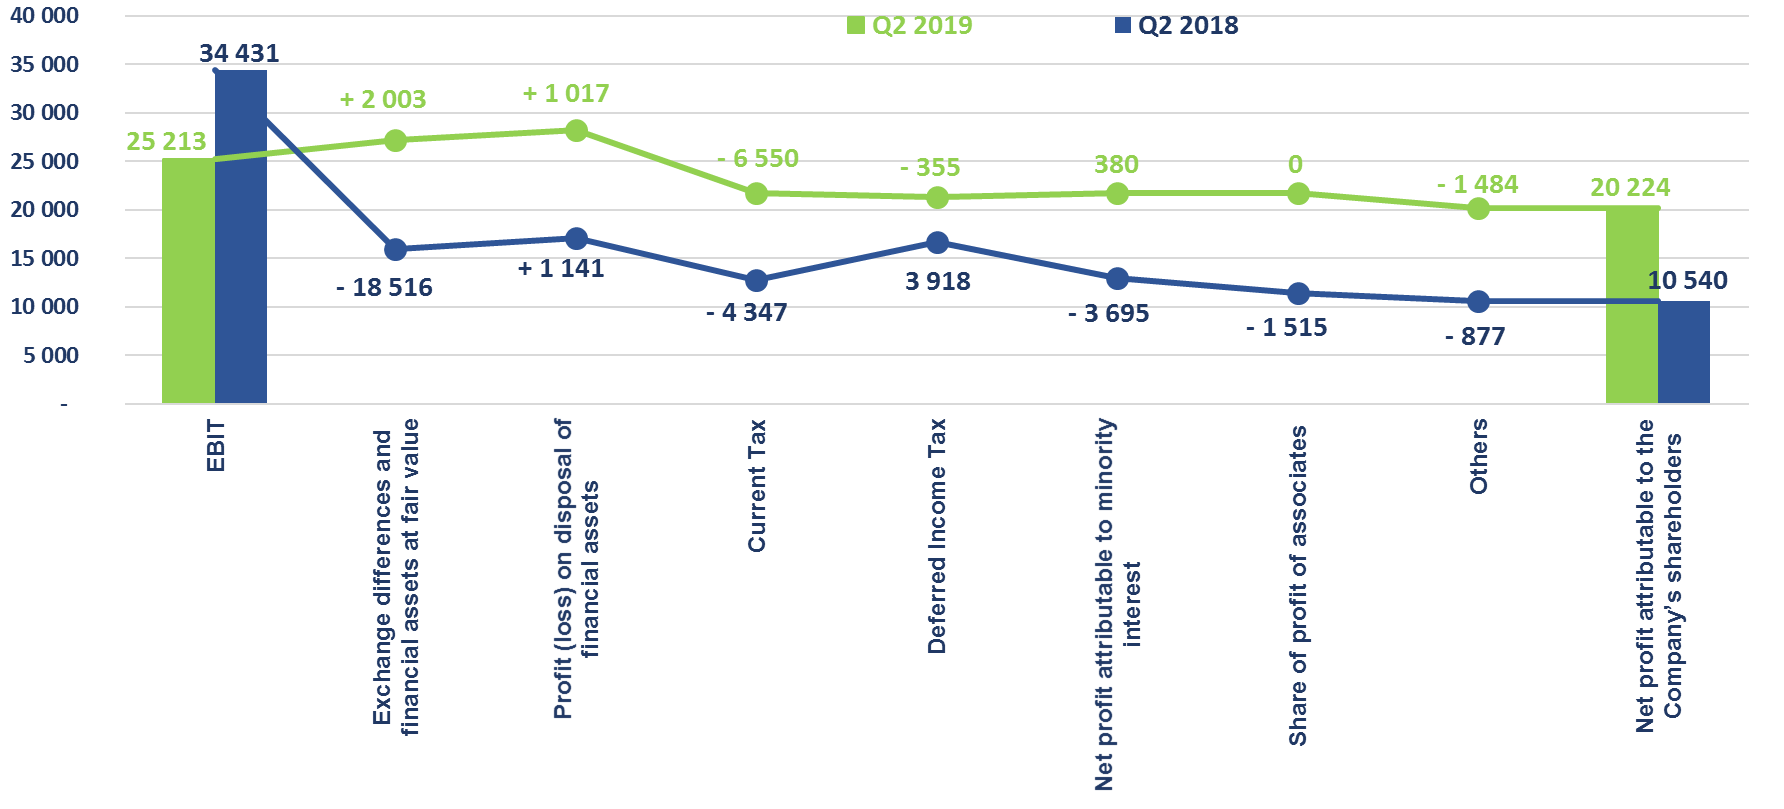 40 000
35 000
30 000
25 000
20 000
15 000
10 000
5 000
-
Q2 2019
Q2 2018
25 213
34 431
+ 2 003
+ 1 017
- 6 550
- 355
380
0
- 1 484
20 224
- 18 516
+ 1 141
- 4 347
3 918
- 3 695
- 1 515
- 877
10 540
EBIT
Exchange differences and
financial assets at fair value
Profit (loss) on disposal of
financial assets
Current Tax
Deferred Income Tax
Net profit attributable to minority
interest
Share of profit of associates
Others
Net profit attributable to the
Company's shareholders